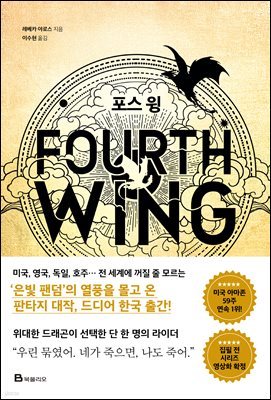 레베카 야로스 지음
이수현 옮김
포스 윙
FOURTH
WING
미국, 영국, 독일, 호주… 전 세계에 꺼질 줄 모르는
‘은빛 팬덤’의 열풍을 몰고 온
판타지 대작, 드디어 한국 출간!
위대한 드래곤이 선택한 단 한 명의 라이더
“우린 묶였어. 네가 죽으면, 나도 죽어.”
미국 아마존
59주
연속 1위!
집필 전
시리즈
영상화 확정
북폴리오